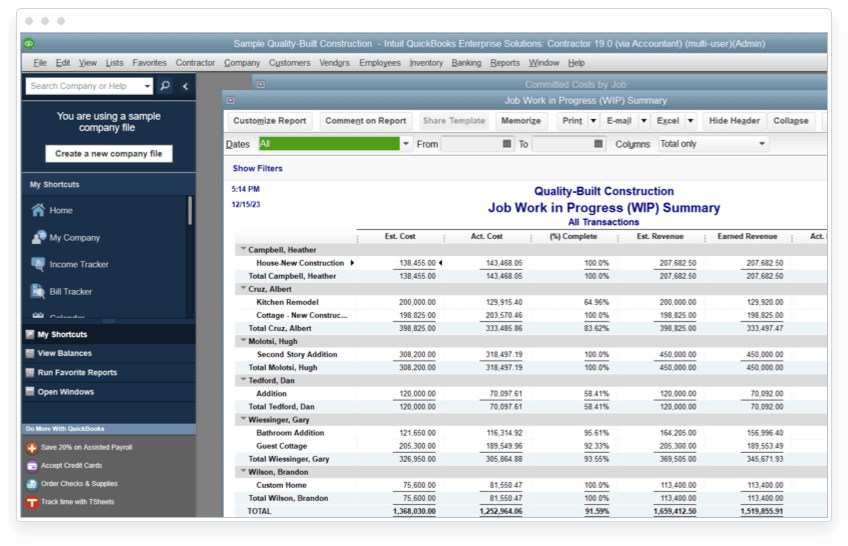 Sample Quality-Built Construction - Intuit QuickBooks Enterprise Solutions: Contractor 19.0 (via Accountant) (multi-user)(Admin)
File Edit View Lists Favorites Contractor Company Customers Vendors Employees Inventory Banking Reports Window Help
Search Company or Help
Committed Costs by Job
Job Work in Progress (WIP) Summary
You are using a sample
company file
Create a new company file
Customize Report Comment on Report Share Template Memorize Print E-mail Excel Hide Header Collapse
Dates All From To Columns Total only
Show Filters
My Shortcuts
Home
My Company
Income Tracker
Bill Tracker
Calendar
My Shortcuts
View Balances
Run Favorite Reports
Open Windows
Do More With QuickBooks
Save 20% on Assisted Payroll
Accept Credit Cards
Order Checks & Supplies
Track time with TSheets
5:14 PM
12/15/23
Quality-Built Construction
Job Work in Progress (WIP) Summary
All Transactions
Est. Cost Act. Cost (%) Complete Est. Revenue Earned Revenue Act.
Campbell, Heather
House-New Construction 138,455.00 143,468.05 100.0% 207,682.50 207,682.50
Total Campbell, Heather 138,455.00 143,468.05 100.0% 207,682.50 207,682.50
Cruz, Albert
Kitchen Remodel 200,000.00 129,915.40 64.96% 200,000.00 129,920.00
Cottage - New Construc... 198,825.00 203,570.46 100.0% 198,825.00 198,825.00
Total Cruz, Albert 398,825.00 333,485.86 83.62% 398,825.00 333,497.47
Molotsi, Hugh
Second Story Addition 308,200.00 318,497.19 100.0% 450,000.00 450,000.00
Total Molotsi, Hugh 308,200.00 318,497.19 100.0% 450,000.00 450,000.00
Tedford, Dan
Addition 120,000.00 70,097.61 58.41% 120,000.00 70,092.00
Total Tedford, Dan 120,000.00 70,097.61 58.41% 120,000.00 70,092.00
Wiessinger, Gary
Bathroom Addition 121,650.00 116,314.92 95.61% 164,205.00 156,996.40
Guest Cottage 205,300.00 189,549.96 92.33% 205,300.00 189,553.49
Total Wiessinger, Gary 326,950.00 305,864.88 93.55% 369,505.00 345,671.93
Wilson, Brandon
Custom Home 75,600.00 81,550.47 100.0% 113,400.00 113,400.00
Total Wilson, Brandon 75,600.00 81,550.47 100.0% 113,400.00 113,400.00
TOTAL 1,368,030.00 1,252,964.06 91.59% 1,659,412.50 1,519,855.91